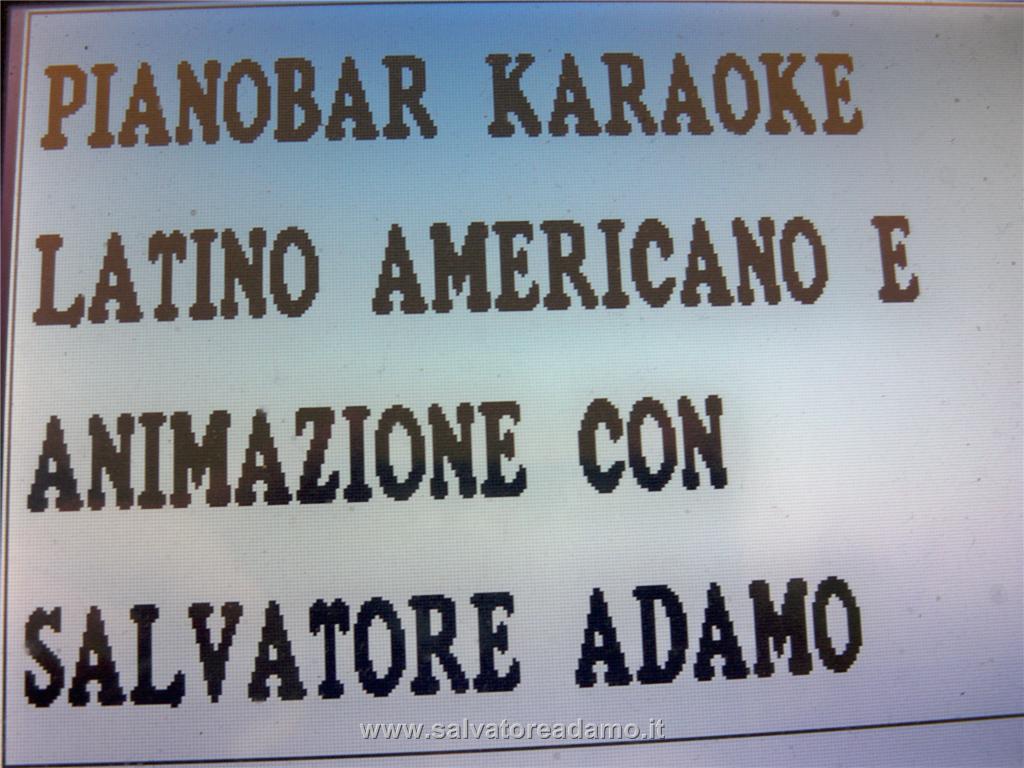 PIANOBAR KARAOKE
LATINO AMERICANO E
ANIMAZIONE CON
SALVATORE ADAMO
www.salvatoreadamo.it